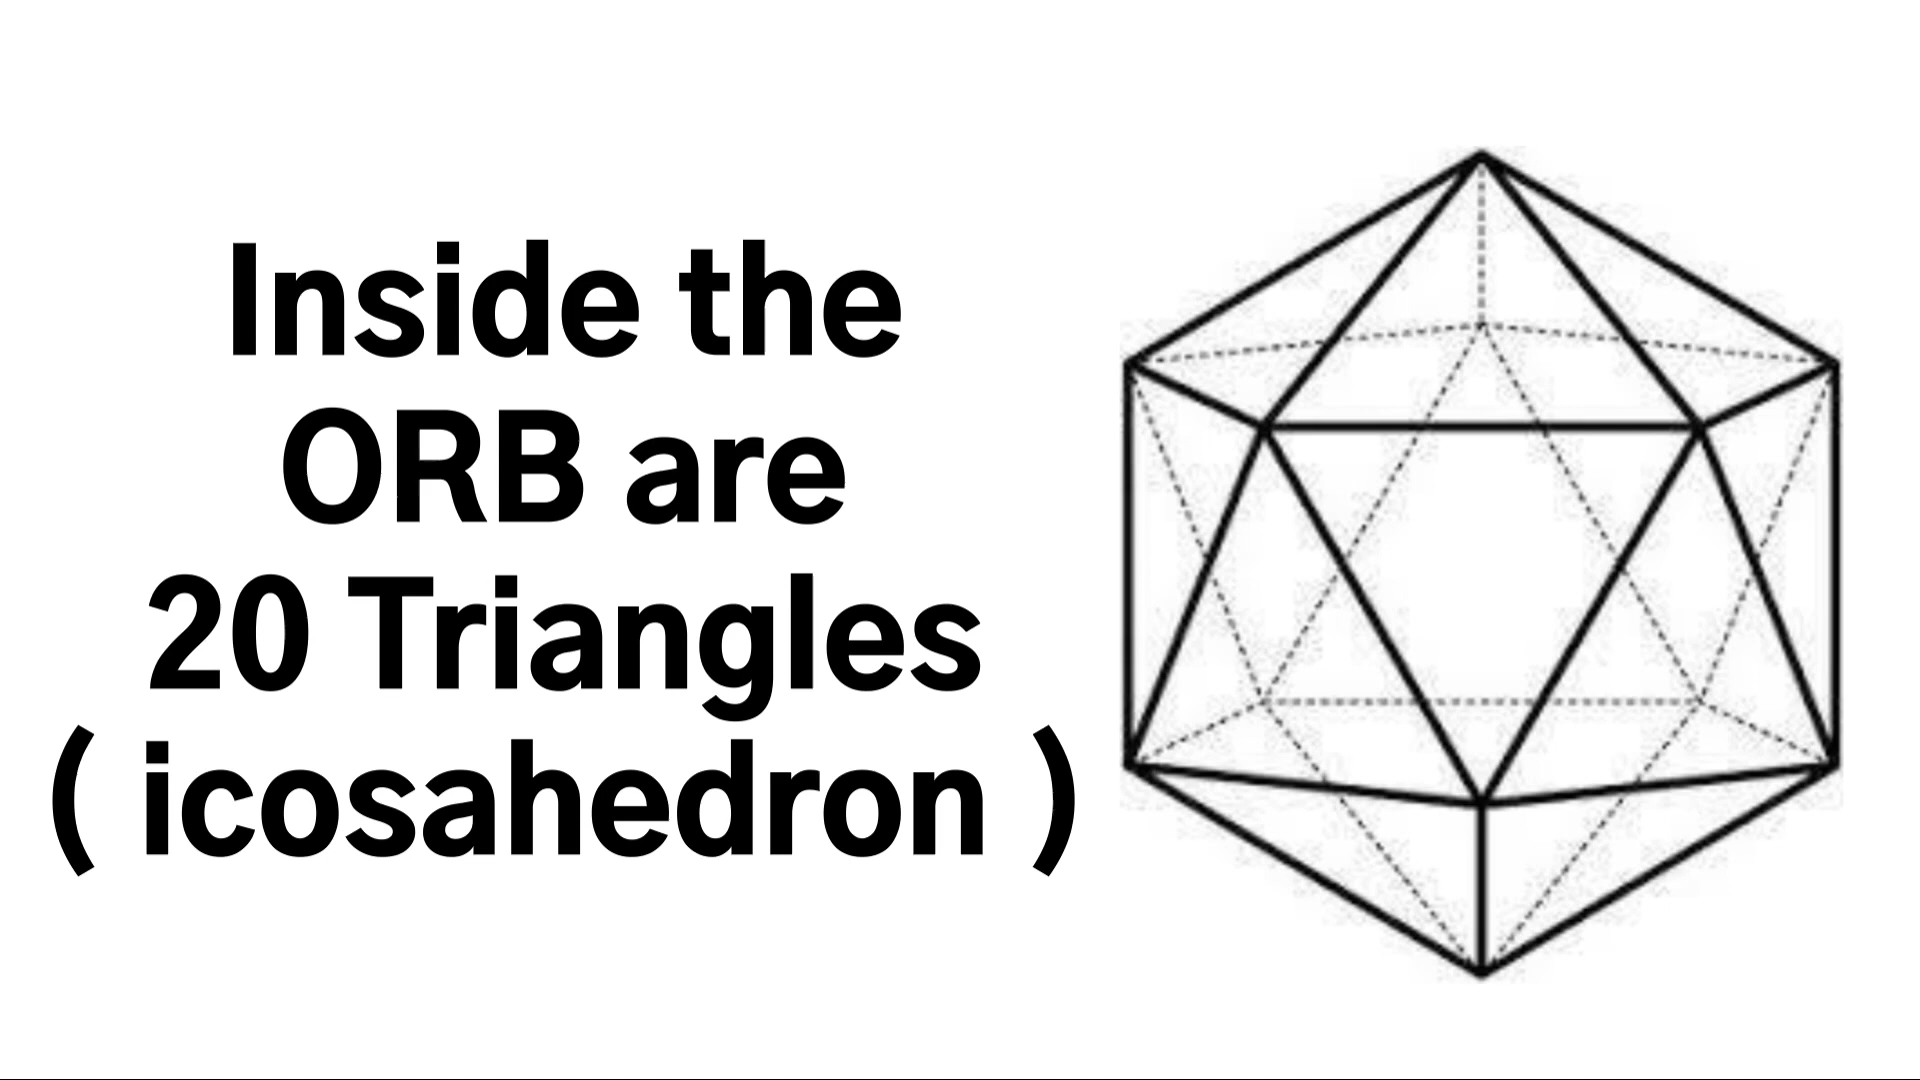 Inside the
ORB are
20 Triangles
( icosahedron )